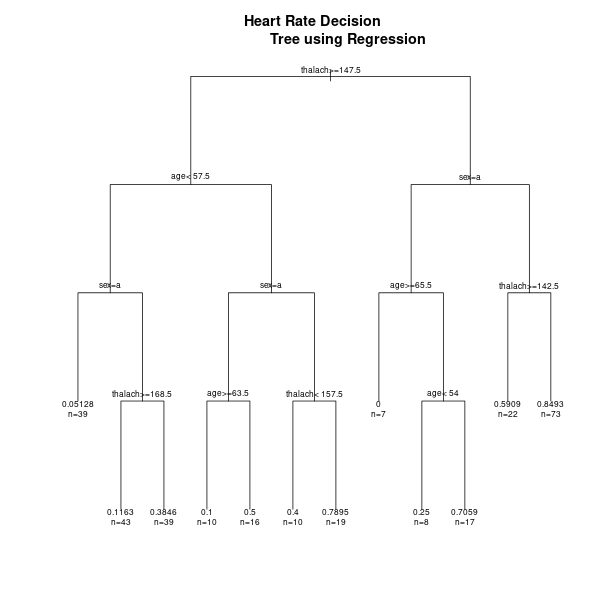 Heart Rate Decision
Tree using Regression
thalach>=147.5
age< 57.5
sex=a
sex=a
sex=a
age>=65.5
thalach>=142.5
thalach>=168.5
age>=63.5
thalach< 157.5
age< 54
0.05128
n=39
0
n=7
0.5909
n=22
0.8493
n=73
0.1163
n=43
0.3846
n=39
0.1
n=10
0.5
n=16
0.4
n=10
0.7895
n=19
0.25
n=8
0.7059
n=17